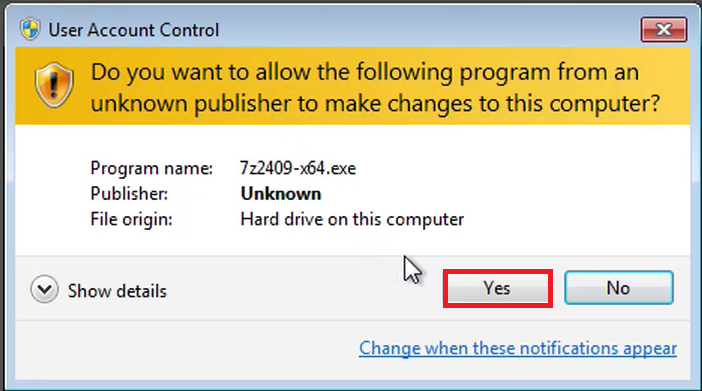 User Account Control
Do you want to allow the following program from an
unknown publisher to make changes to this computer?
Program name: 7z2409-x64.exe
Publisher: Unknown
File origin: Hard drive on this computer
Show details Yes No
Change when these notifications appear